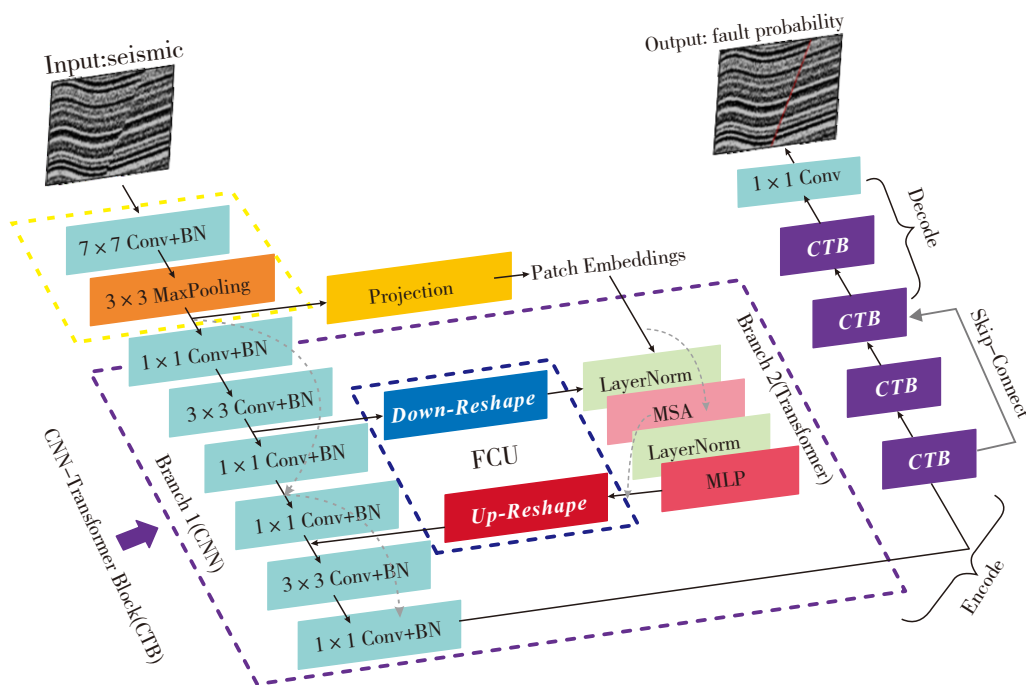 Input:seismic
7 × 7 Conv+BN
3 × 3 MaxPooling
Projection
Patch Embeddings
1 × 1 Conv+BN
3 × 3 Conv+BN
1 × 1 Conv+BN
1 × 1 Conv+BN
3 × 3 Conv+BN
1 × 1 Conv+BN
Down-Reshape
FCU
Up-Reshape
LayerNorm
MSA
LayerNorm
MLP
Branch 1(CNN)
Branch 2(Transformer)
CNN-Transformer Block(CTB)
Output: fault probability
1 × 1 Conv
CTB
CTB
CTB
CTB
Decode
Skip-Connect
Encode